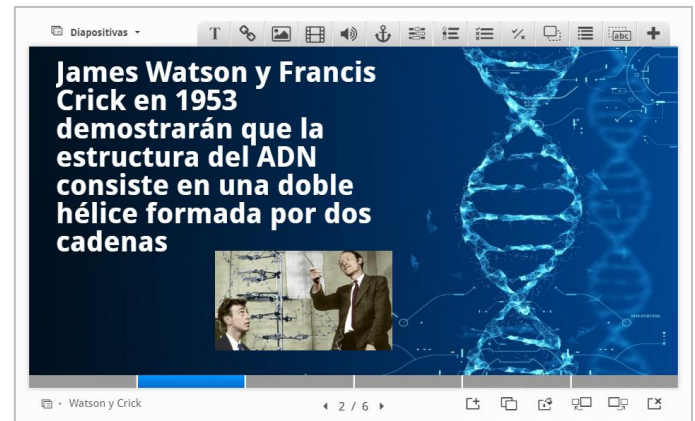 Diapositivas
T
abc
James Watson y Francis
Crick en 1953
demostrarán que la
estructura del ADN
consiste en una doble
hélice formada por dos
cadenas
Watson y Crick
2 / 6